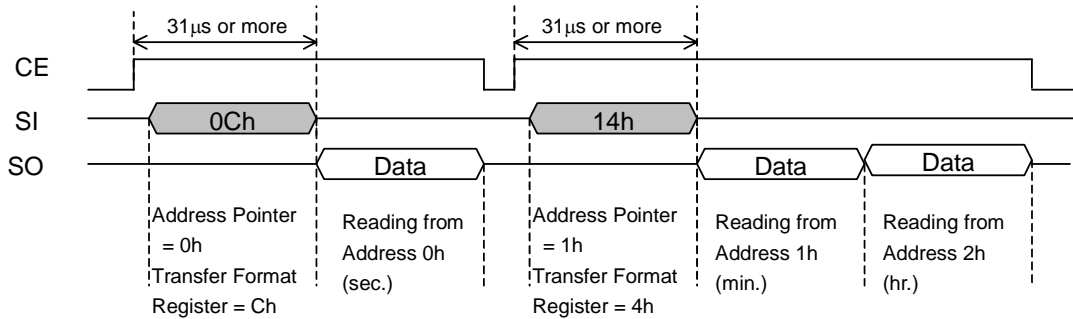 31μs or more 31μs or more
CE
SI 0Ch 14h
SO Data Data Data
Address Pointer
= 0h
Transfer Format
Register = Ch
Reading from
Address 0h
(sec.)
Address Pointer
= 1h
Transfer Format
Register = 4h
Reading from
Address 1h
(min.)
Reading from
Address 2h
(hr.)